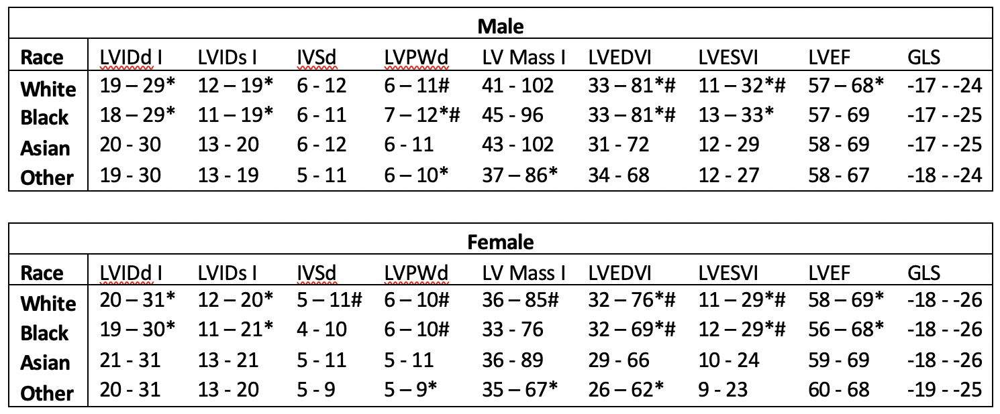 Male
Race LVIDd I LVIDs I IVSd LVPWd LV Mass I LVEDVI LVESVI LVEF GLS
White 19 – 29* 12 – 19* 6 - 12 6 – 11# 41 - 102 33 – 81*# 11 – 32*# 57 – 68* -17 - -24
Black 18 – 29* 11 – 19* 6 - 11 7 – 12*# 45 - 96 33 – 81*# 13 – 33* 57 - 69 -17 - -25
Asian 20 - 30 13 - 20 6 - 12 6 - 11 43 - 102 31 - 72 12 - 29 58 - 69 -17 - -25
Other 19 - 30 13 - 19 5 - 11 6 – 10* 37 – 86* 34 - 68 12 - 27 58 - 67 -18 - -24
Female
Race LVIDd I LVIDs I IVSd LVPWd LV Mass I LVEDVI LVESVI LVEF GLS
White 20 – 31* 12 – 20* 5 – 11# 6 – 10# 36 – 85# 32 – 76*# 11 – 29*# 58 – 69* -18 - -26
Black 19 – 30* 11 – 21* 4 - 10 6 – 10# 33 - 76 32 – 69*# 12 – 29*# 56 – 68* -18 - -26
Asian 21 - 31 13 - 21 5 - 11 5 - 11 36 - 89 29 - 66 10 - 24 59 - 69 -18 - -26
Other 20 - 31 13 - 20 5 - 9 5 – 9* 35 – 67* 26 – 62* 9 - 23 60 - 68 -19 - -25